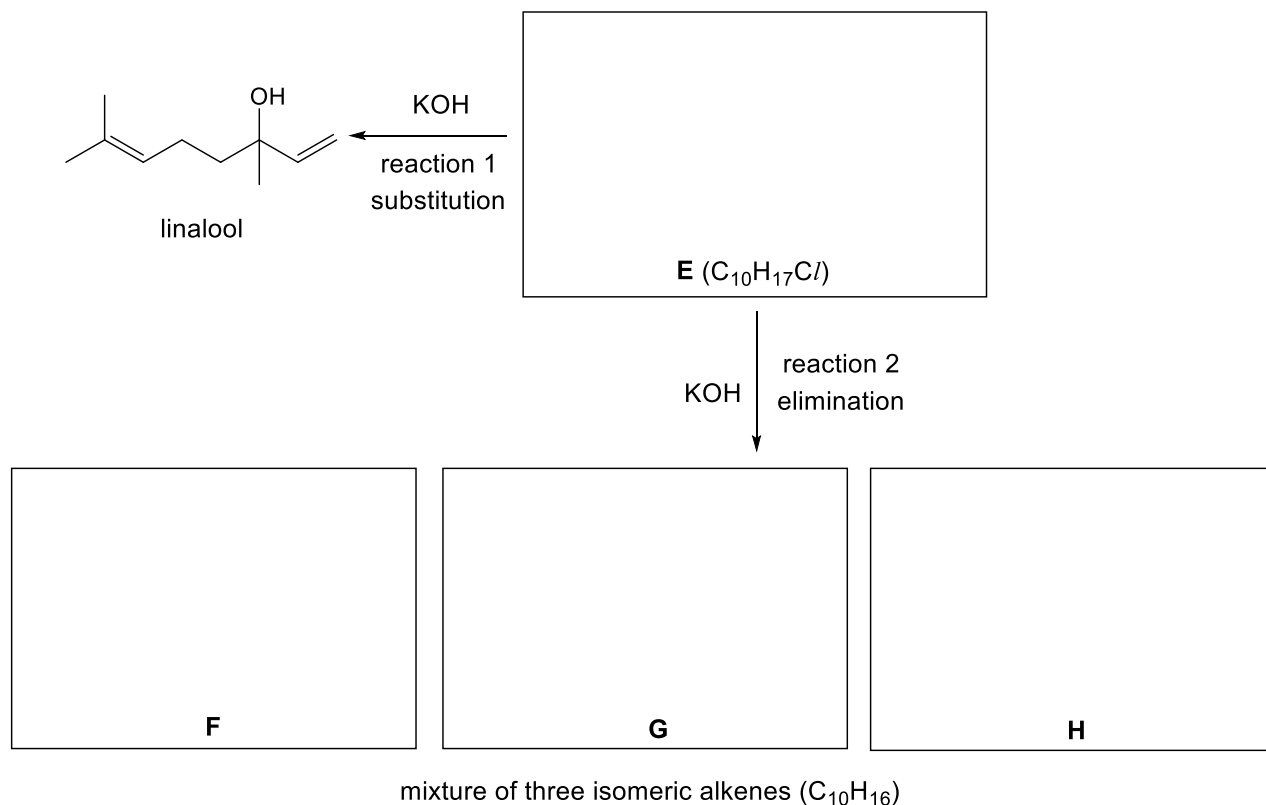 OH
KOH
reaction 1
substitution
linalool
E (C₁₀H₁₇Cl)
reaction 2
KOH
elimination
F
G
H
mixture of three isomeric alkenes (C₁₀H₁₆)